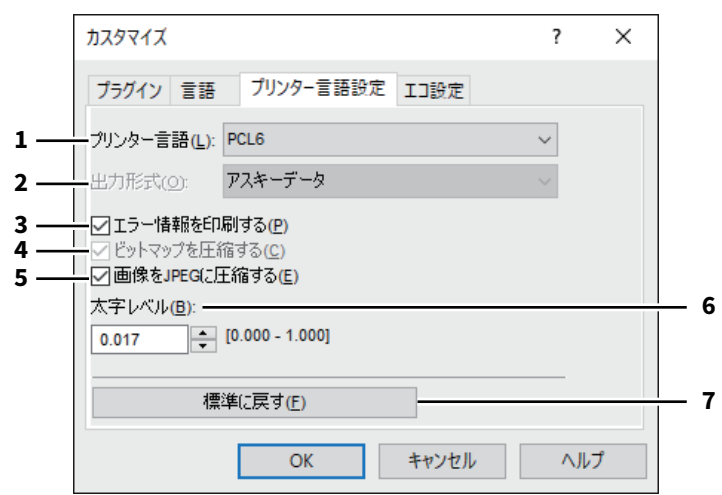 カスタマイズ ? ×
プラグイン 言語 プリンター言語設定 エコ設定
1 プリンター言語(L): PCL6
2 出力形式(O): アスキーデータ
3 エラー情報を印刷する(P)
4 ビットマップを圧縮する(C)
5 画像をJPEGに圧縮する(E)
太字レベル(B): 6
0.017 [0.000 - 1.000]
標準に戻す(F) 7
OK キャンセル ヘルプ